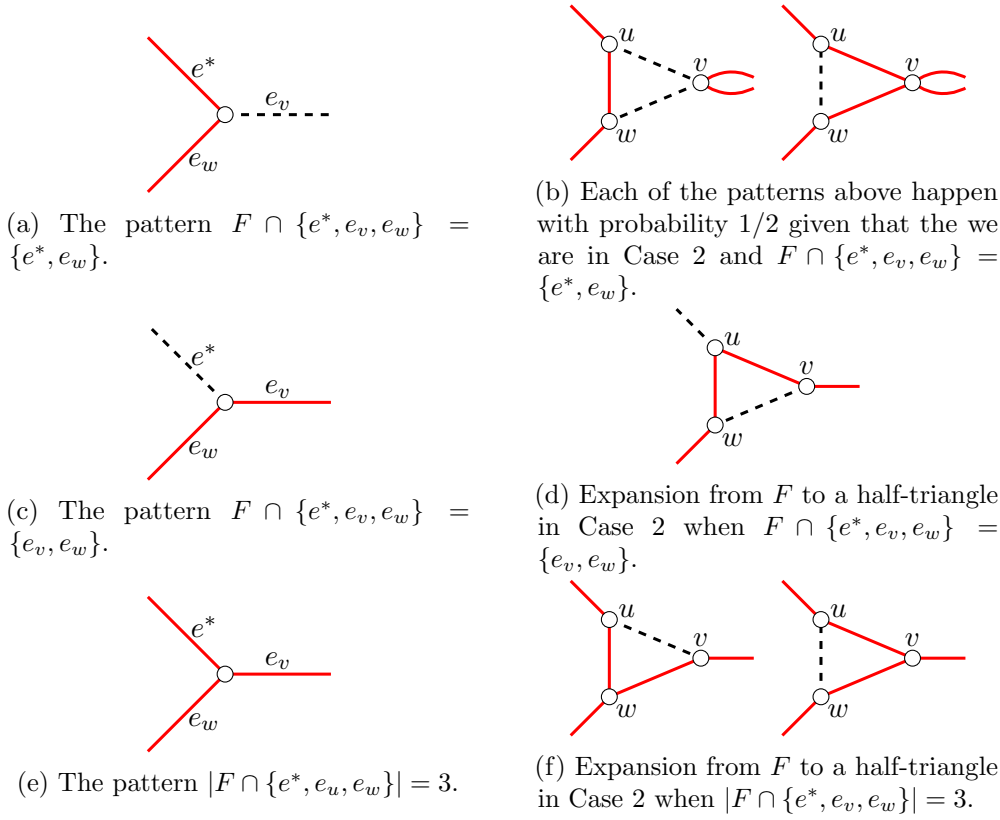 e*
e_v
e_w
(a) The pattern F ∩ {e*, e_v, e_w} =
{e*, e_w}.
u
v
w
u
v
w
(b) Each of the patterns above happen
with probability 1/2 given that the we
are in Case 2 and F ∩ {e*, e_v, e_w} =
{e*, e_w}.
e*
e_v
e_w
(c) The pattern F ∩ {e*, e_v, e_w} =
{e_v, e_w}.
u
v
w
(d) Expansion from F to a half-triangle
in Case 2 when F ∩ {e*, e_v, e_w} =
{e_v, e_w}.
e*
e_v
e_w
(e) The pattern |F ∩ {e*, e_u, e_w}| = 3.
u
v
w
u
v
w
(f) Expansion from F to a half-triangle
in Case 2 when |F ∩ {e*, e_v, e_w}| = 3.